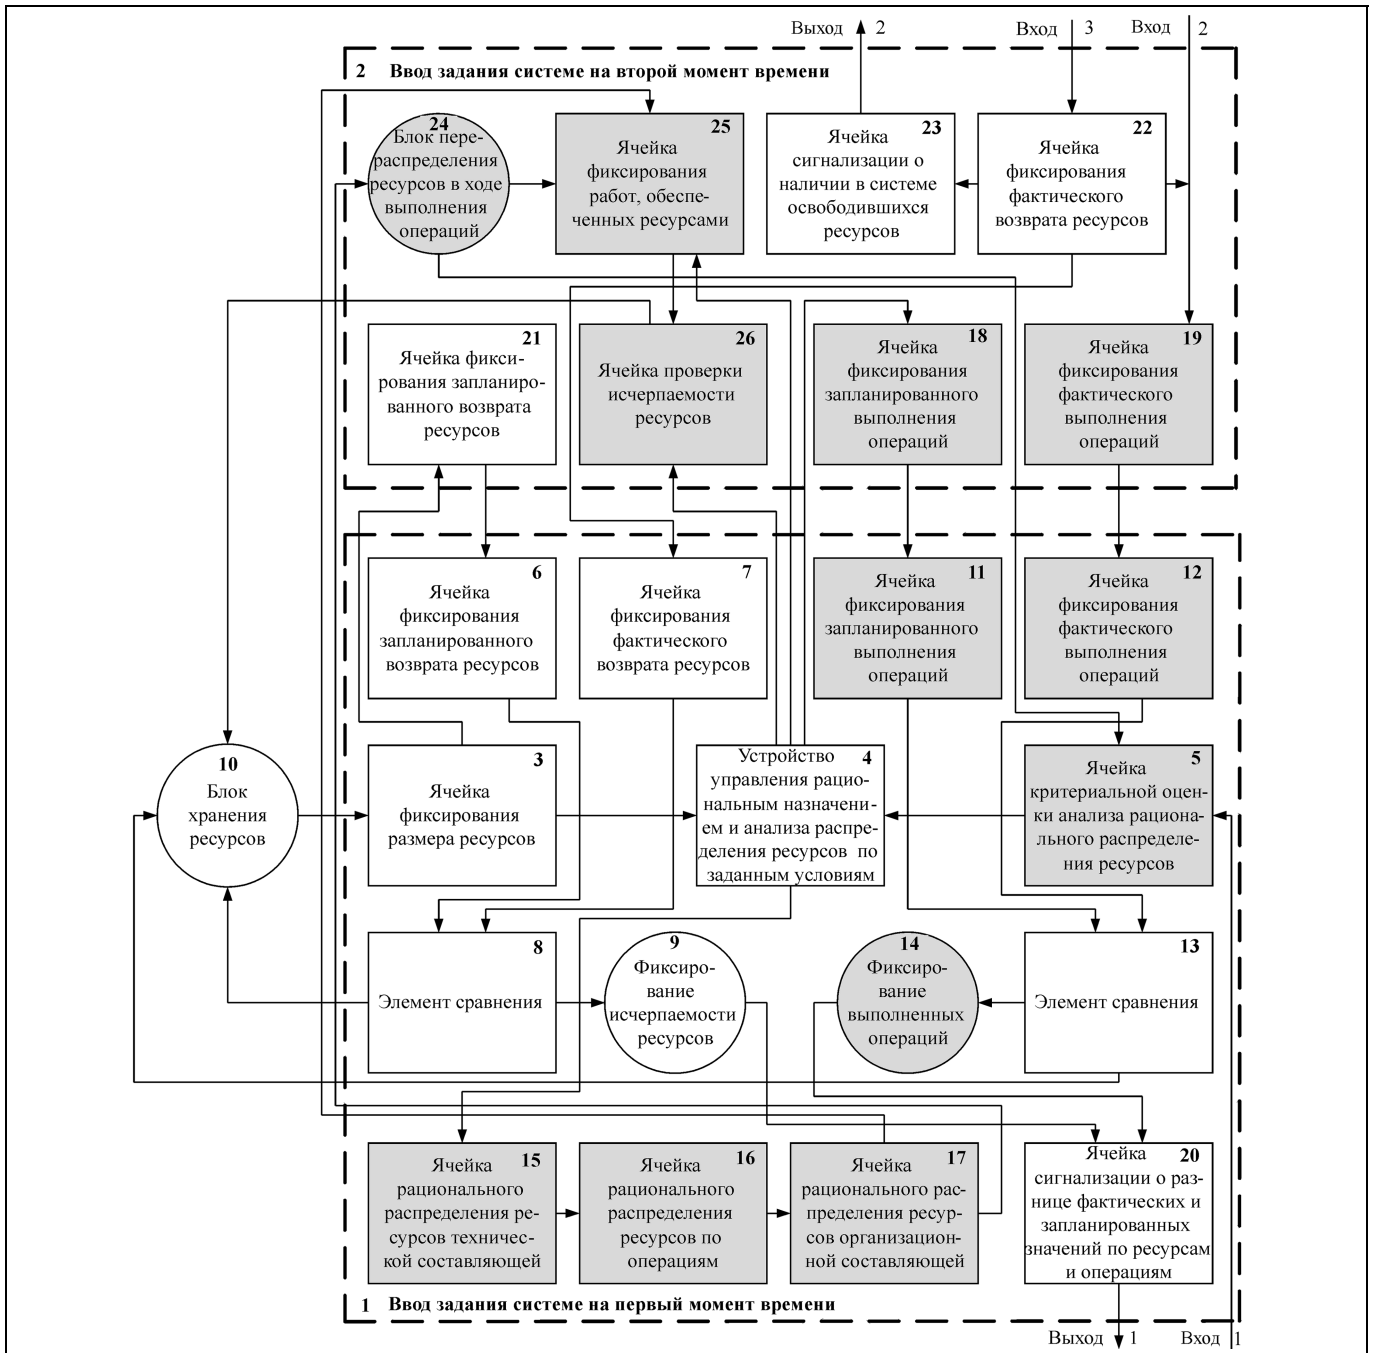 Выход 2 Вход 3 Вход 2
2 Ввод задания системе на второй момент времени
24
Блок пере-
распределения
ресурсов в ходе
выполнения
операций
25
Ячейка
фиксирования
работ, обеспе-
ченных ресурсами
23
Ячейка
сигнализации о
наличии в системе
освободившихся
ресурсов
22
Ячейка
фиксирования
фактического
возврата ресурсов
21
Ячейка фикси-
рования запланиро-
ванного возврата
ресурсов
26
Ячейка проверки
исчерпаемости
ресурсов
18
Ячейка
фиксирования
запланированного
выполнения
операций
19
Ячейка
фиксирования
фактического
выполнения
операций
6
Ячейка
фиксирования
запланированного
возврата ресурсов
7
Ячейка
фиксирования
фактического
возврата ресурсов
11
Ячейка
фиксирования
запланированного
выполнения
операций
12
Ячейка
фиксирования
фактического
выполнения
операций
10
Блок
хранения
ресурсов
3
Ячейка
фиксирования
размера ресурсов
4
Устройство
управления рацио-
нальным назначени-
ем и анализа распре-
деления ресурсов по
заданным условиям
5
Ячейка
критериальной оцен-
ки анализа рацио-
нального распределе-
ния ресурсов
8
Элемент сравнения
9
Фиксиро-
вание
исчерпаемости
ресурсов
14
Фиксиро-
вание
выполненных
операций
13
Элемент сравнения
15
Ячейка
рационального
распределения ре-
сурсов техничес-
кой составляющей
16
Ячейка
рационального
распределения
ресурсов по
операциям
17
Ячейка
рационального рас-
пределения ресур-
сов организацион-
ной составляющей
20
Ячейка
сигнализации о раз-
нице фактических и
запланированных
значений по ресурсам
и операциям
1 Ввод задания системе на первый момент времени
Выход 1 Вход 1